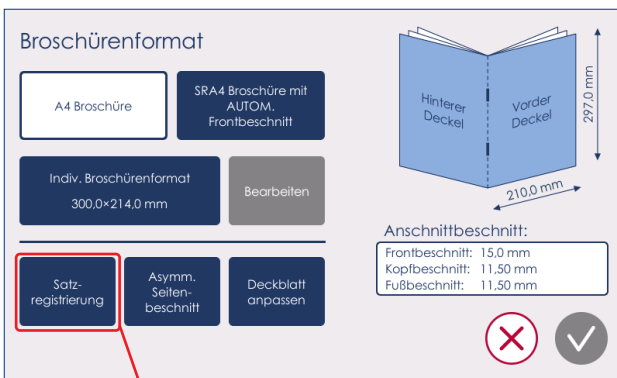 Broschürenformat
A4 Broschüre
SRA4 Broschüre mit
AUTOM.
Frontbeschnitt
Indiv. Broschürenformat
300,0×214,0 mm
Bearbeiten
Satz-
registrierung
Asymm.
Seiten-
beschnitt
Deckblatt
anpassen
Hinterer
Deckel
Vorder
Deckel
297,0 mm
210,0 mm
Anschnittbeschnitt:
Frontbeschnitt: 15,0 mm
Kopfbeschnitt: 11,50 mm
Fußbeschnitt: 11,50 mm